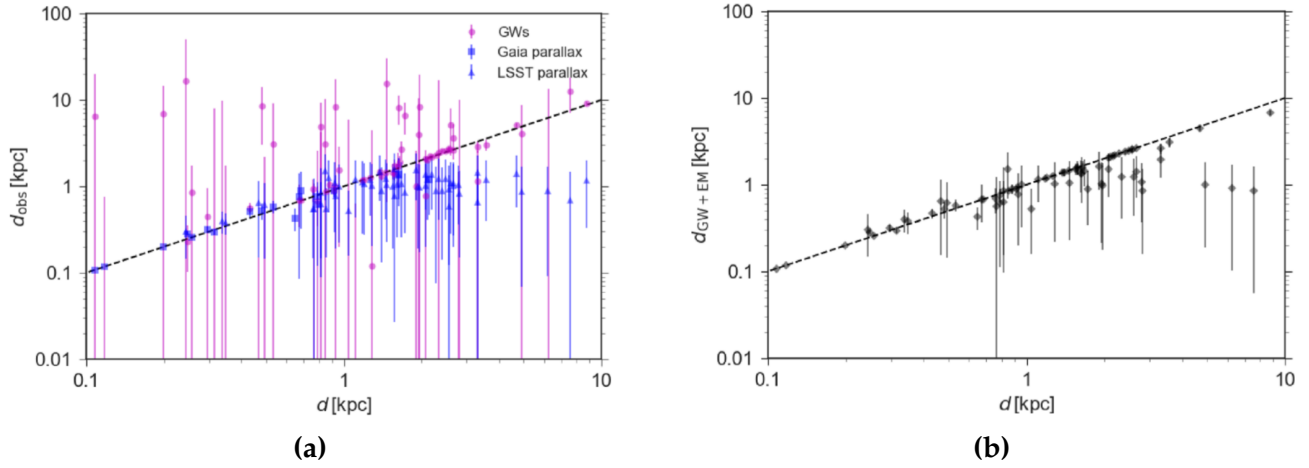 100
10
1
0.1
0.01
d_obs [kpc]
GWs
Gaia parallax
LSST parallax
0.1
1
10
d [kpc]
(a)
100
10
1
0.1
0.01
d_GW + EM [kpc]
0.1
1
10
d [kpc]
(b)